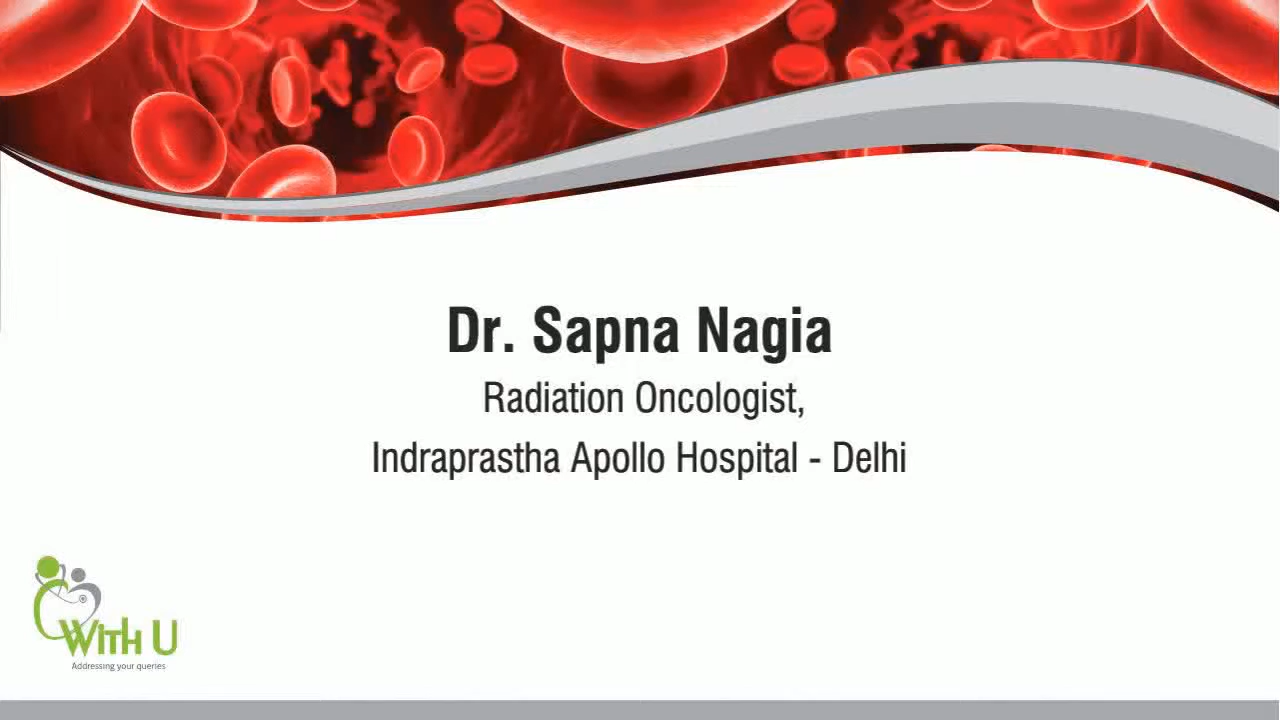 Dr. Sapna Nagia
Radiation Oncologist,
Indraprastha Apollo Hospital - Delhi
WITH U
Addressing your queries